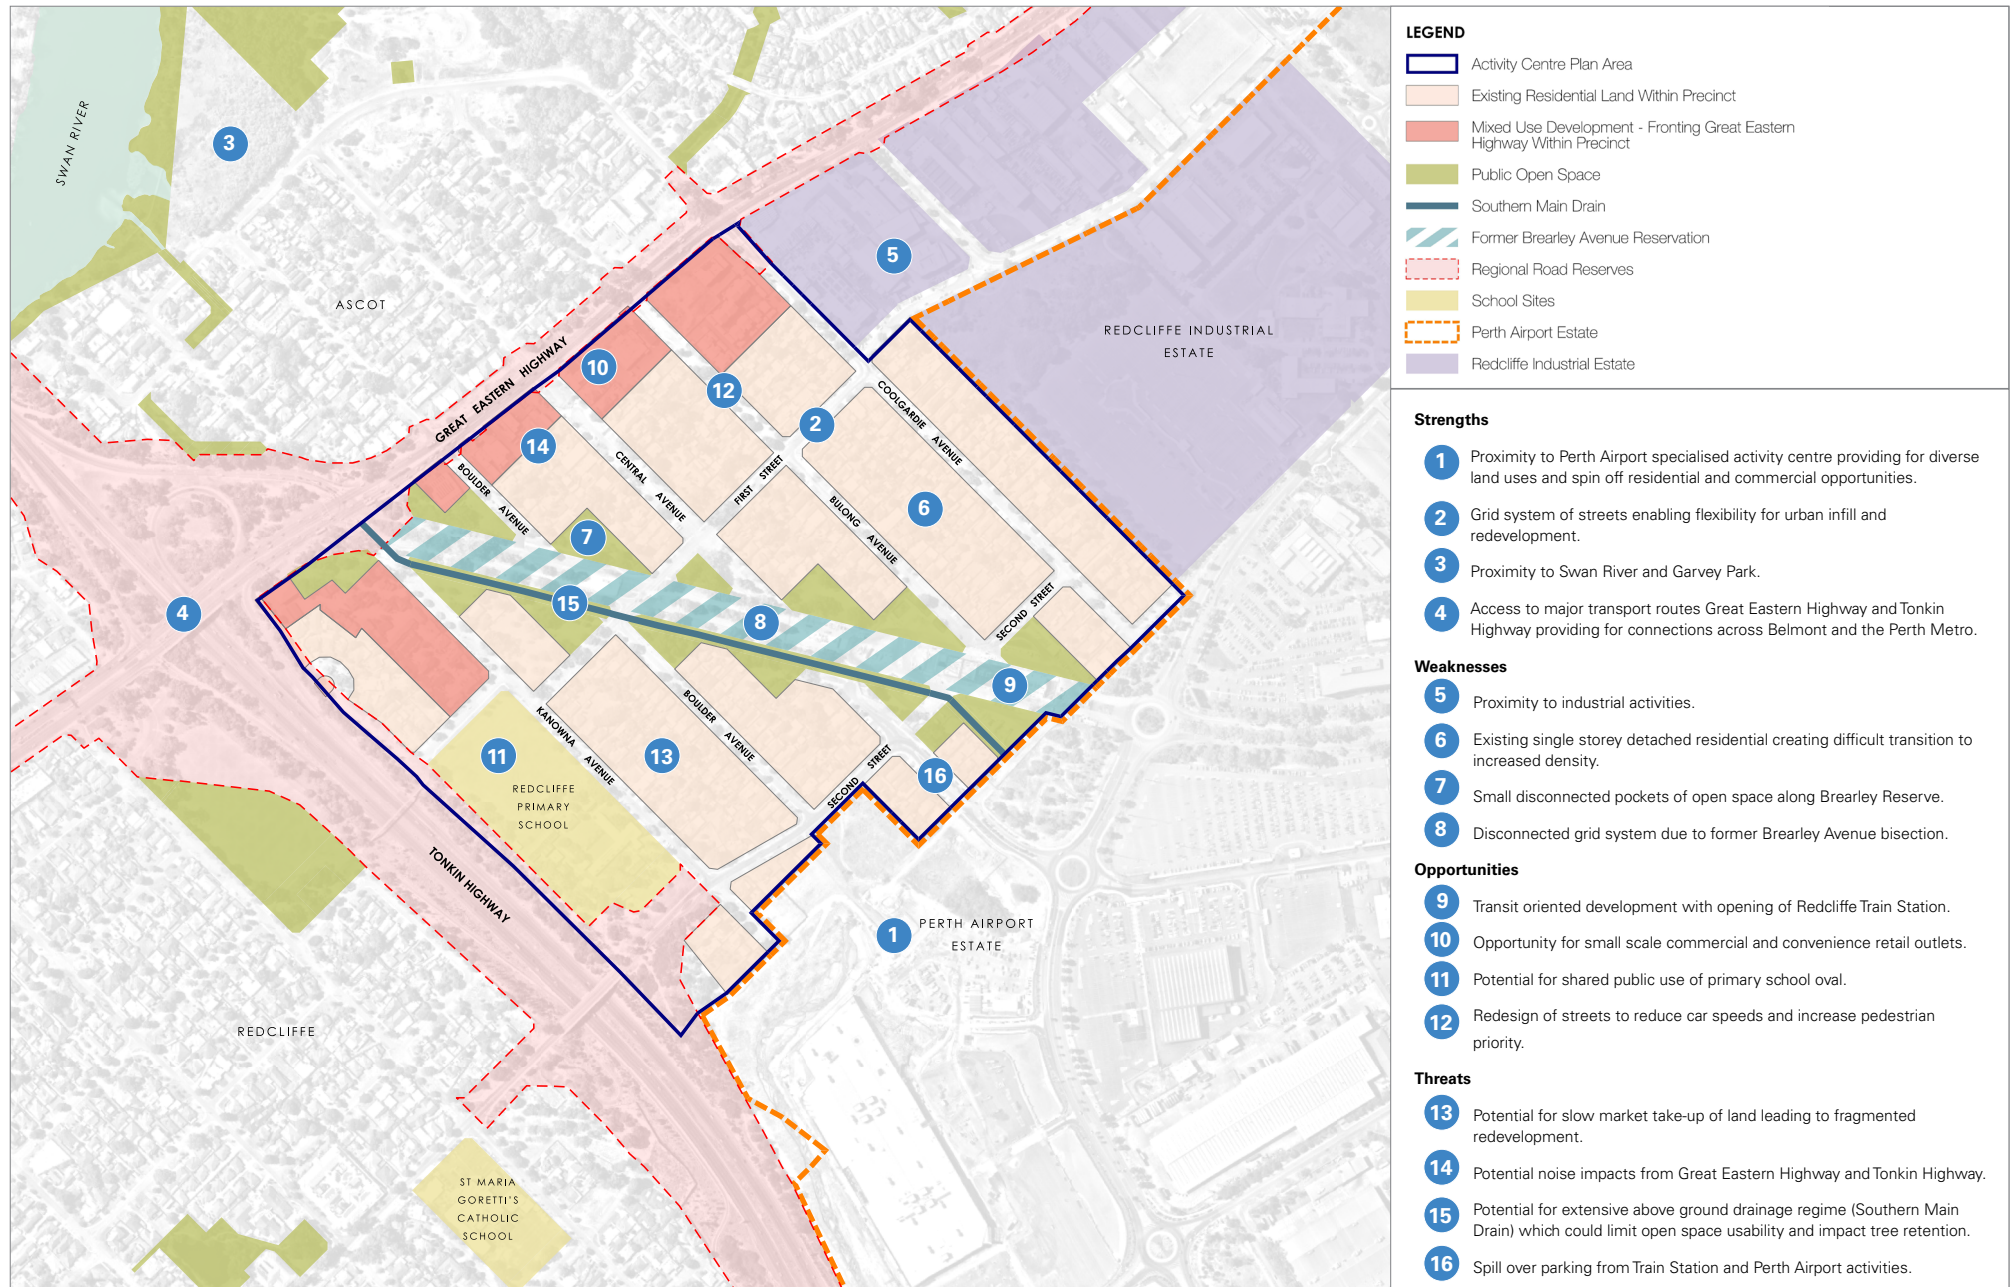 SWAN RIVER
3
ASCOT
5
REDCLIFFE INDUSTRIAL
ESTATE
GREAT EASTERN HIGHWAY
10
12
2
14
COOLGARDIE AVENUE
CENTRAL AVENUE
FIRST STREET
BOULDER AVENUE
BULONG AVENUE
6
7
4
15
8
SECOND STREET
9
KANOWNA AVENUE
BOULDER AVENUE
11
13
SECOND STREET
16
REDCLIFFE
PRIMARY
SCHOOL
TONKIN HIGHWAY
1
PERTH AIRPORT
ESTATE
REDCLIFFE
ST MARIA
GORETTI'S
CATHOLIC
SCHOOL
LEGEND
Activity Centre Plan Area
Existing Residential Land Within Precinct
Mixed Use Development - Fronting Great Eastern
Highway Within Precinct
Public Open Space
Southern Main Drain
Former Brearley Avenue Reservation
Regional Road Reserves
School Sites
Perth Airport Estate
Redcliffe Industrial Estate
Strengths
1 Proximity to Perth Airport specialised activity centre providing for diverse
land uses and spin off residential and commercial opportunities.
2 Grid system of streets enabling flexibility for urban infill and
redevelopment.
3 Proximity to Swan River and Garvey Park.
4 Access to major transport routes Great Eastern Highway and Tonkin
Highway providing for connections across Belmont and the Perth Metro.
Weaknesses
5 Proximity to industrial activities.
6 Existing single storey detached residential creating difficult transition to
increased density.
7 Small disconnected pockets of open space along Brearley Reserve.
8 Disconnected grid system due to former Brearley Avenue bisection.
Opportunities
9 Transit oriented development with opening of Redcliffe Train Station.
10 Opportunity for small scale commercial and convenience retail outlets.
11 Potential for shared public use of primary school oval.
12 Redesign of streets to reduce car speeds and increase pedestrian
priority.
Threats
13 Potential for slow market take-up of land leading to fragmented
redevelopment.
14 Potential noise impacts from Great Eastern Highway and Tonkin Highway.
15 Potential for extensive above ground drainage regime (Southern Main
Drain) which could limit open space usability and impact tree retention.
16 Spill over parking from Train Station and Perth Airport activities.